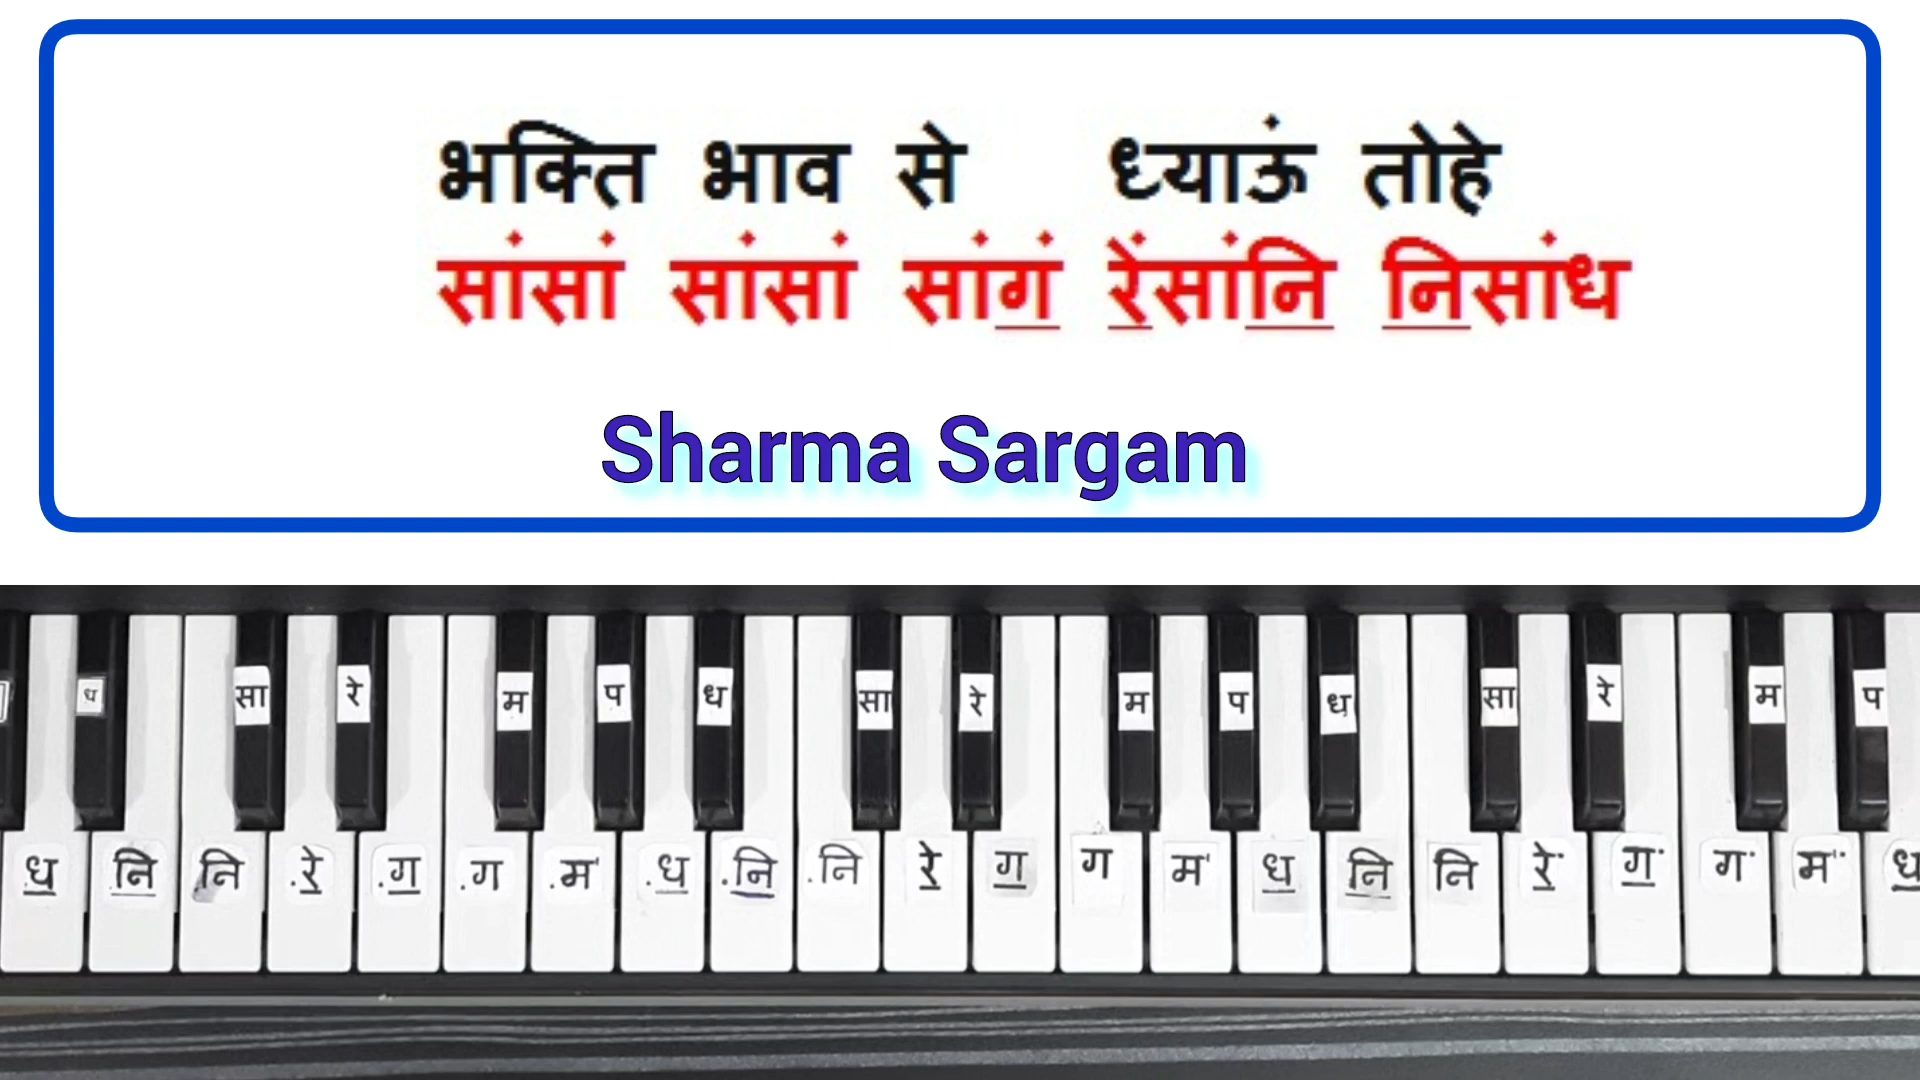 भक्ति भाव से ध्याऊं तोहे
सांसां सांसां सांग॒ं रे॒ंसांनि॒ नि॒सांध
Sharma Sargam
ध सा रे म प ध सा रे म प ध सा रे म प
ध॒ नि॒ नि .रे॒ .ग॒ .ग .म' .ध॒ .नि॒ .नि रे॒ ग॒ ग म' ध॒ नि॒ नि रे॒˙ ग॒˙ ग˙ म'˙ ध॒